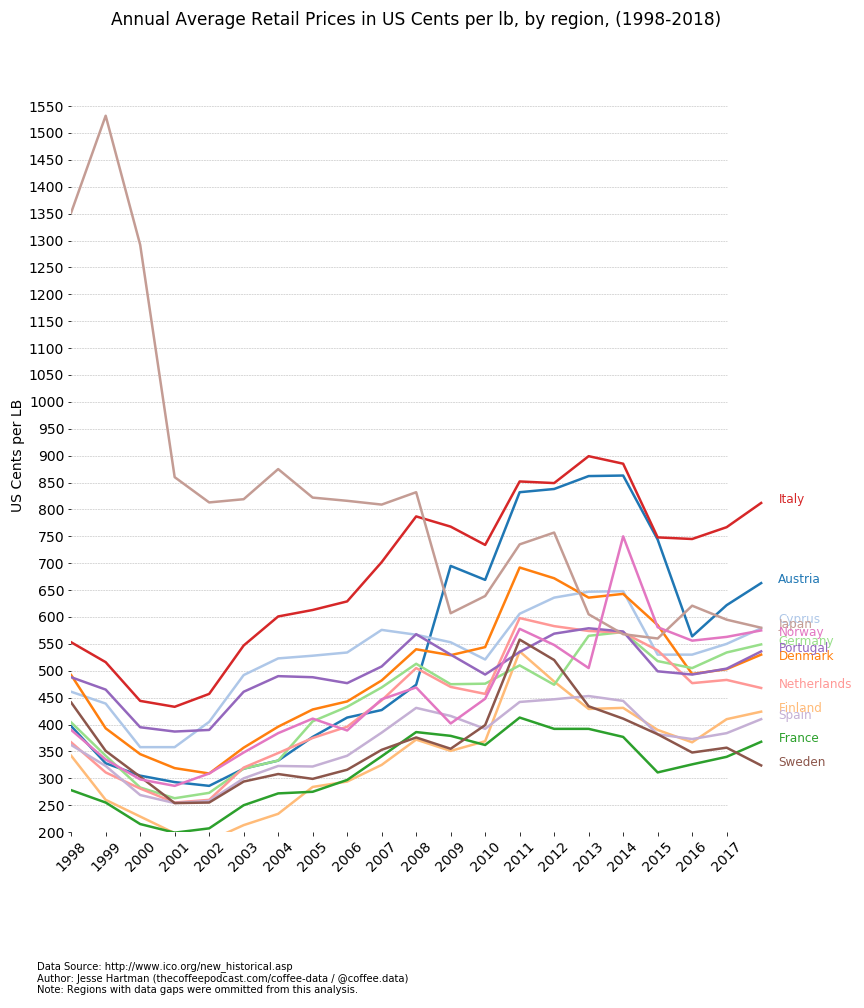 Annual Average Retail Prices in US Cents per lb, by region, (1998-2018)
1550
1500
1450
1400
1350
1300
1250
1200
1150
1100
1050
1000
950
900
850
800
750
700
650
600
550
500
450
400
350
300
250
200
US Cents per LB
Italy
Austria
Cyprus
Japan
Norway
Germany
Portugal
Denmark
Netherlands
Finland
Spain
France
Sweden
1998 1999 2000 2001 2002 2003 2004 2005 2006 2007 2008 2009 2010 2011 2012 2013 2014 2015 2016 2017
Data Source: http://www.ico.org/new_historical.asp
Author: Jesse Hartman (thecoffeepodcast.com/coffee-data / @coffee.data)
Note: Regions with data gaps were ommitted from this analysis.